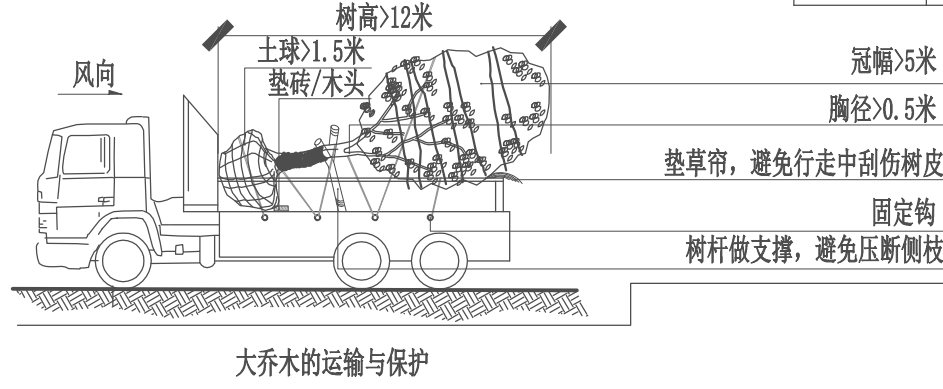 树高>12米
土球>1.5米
垫砖/木头
风向
冠幅>5米
胸径>0.5米
垫草帘，避免行走中刮伤树皮
固定钩
树杆做支撑，避免压断侧枝
大乔木的运输与保护